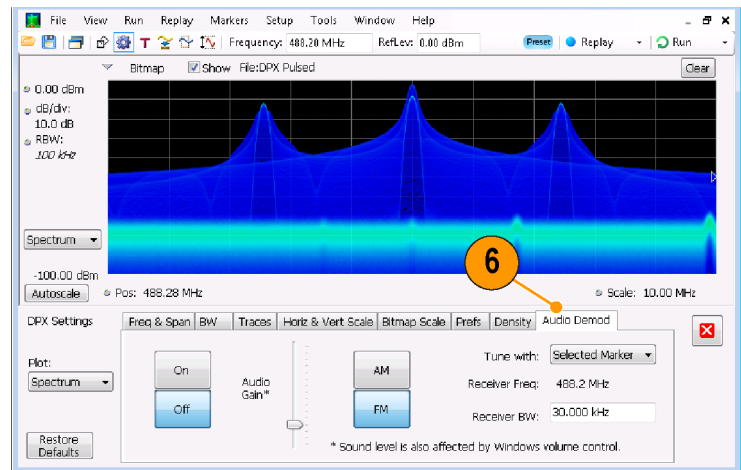 File View Run Replay Markers Setup Tools Window Help
T Frequency: 488.20 MHz RefLev: 0.00 dBm Preset Replay Run
Bitmap Show File:DPX Pulsed Clear
0.00 dBm
dB/div:
10.0 dB
RBW:
100 kHz
Spectrum
-100.00 dBm
Autoscale Pos: 488.28 MHz Scale: 10.00 MHz
6
DPX Settings Freq & Span BW Traces Horiz & Vert Scale Bitmap Scale Prefs Density Audio Demod
Plot:
Spectrum
Restore
Defaults
On
Off
Audio
Gain*
AM
FM
Tune with: Selected Marker
Receiver Freq: 488.2 MHz
Receiver BW: 30.000 kHz
* Sound level is also affected by Windows volume control.